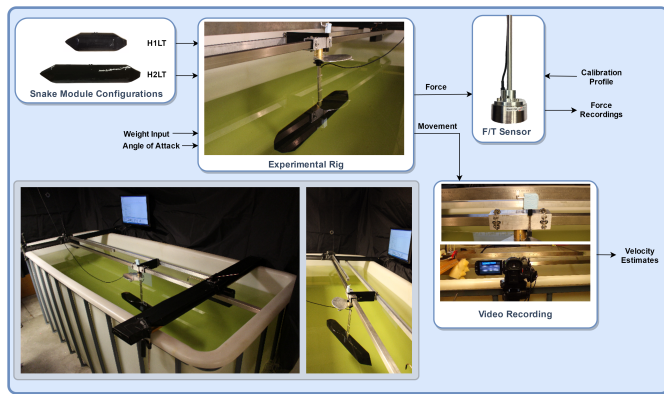 H1LT
H2LT
Snake Module Configurations
Weight Input
Angle of Attack
Experimental Rig
Force
Movement
F/T Sensor
Calibration
Profile
Force
Recordings
Video Recording
Velocity
Estimates